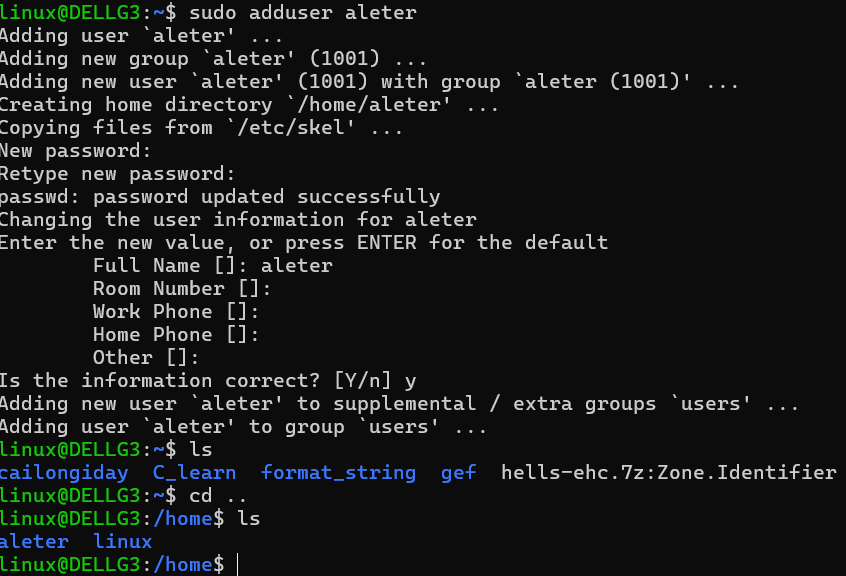 linux@DELLG3:~$ sudo adduser aleter
Adding user `aleter' ...
Adding new group `aleter' (1001) ...
Adding new user `aleter' (1001) with group `aleter (1001)' ...
Creating home directory `/home/aleter' ...
Copying files from `/etc/skel' ...
New password:
Retype new password:
passwd: password updated successfully
Changing the user information for aleter
Enter the new value, or press ENTER for the default
        Full Name []: aleter
        Room Number []:
        Work Phone []:
        Home Phone []:
        Other []:
Is the information correct? [Y/n] y
Adding new user `aleter' to supplemental / extra groups `users' ...
Adding user `aleter' to group `users' ...
linux@DELLG3:~$ ls
cailongiday  C_learn  format_string  gef  hells-ehc.7z:Zone.Identifier
linux@DELLG3:~$ cd ..
linux@DELLG3:/home$ ls
aleter  linux
linux@DELLG3:/home$